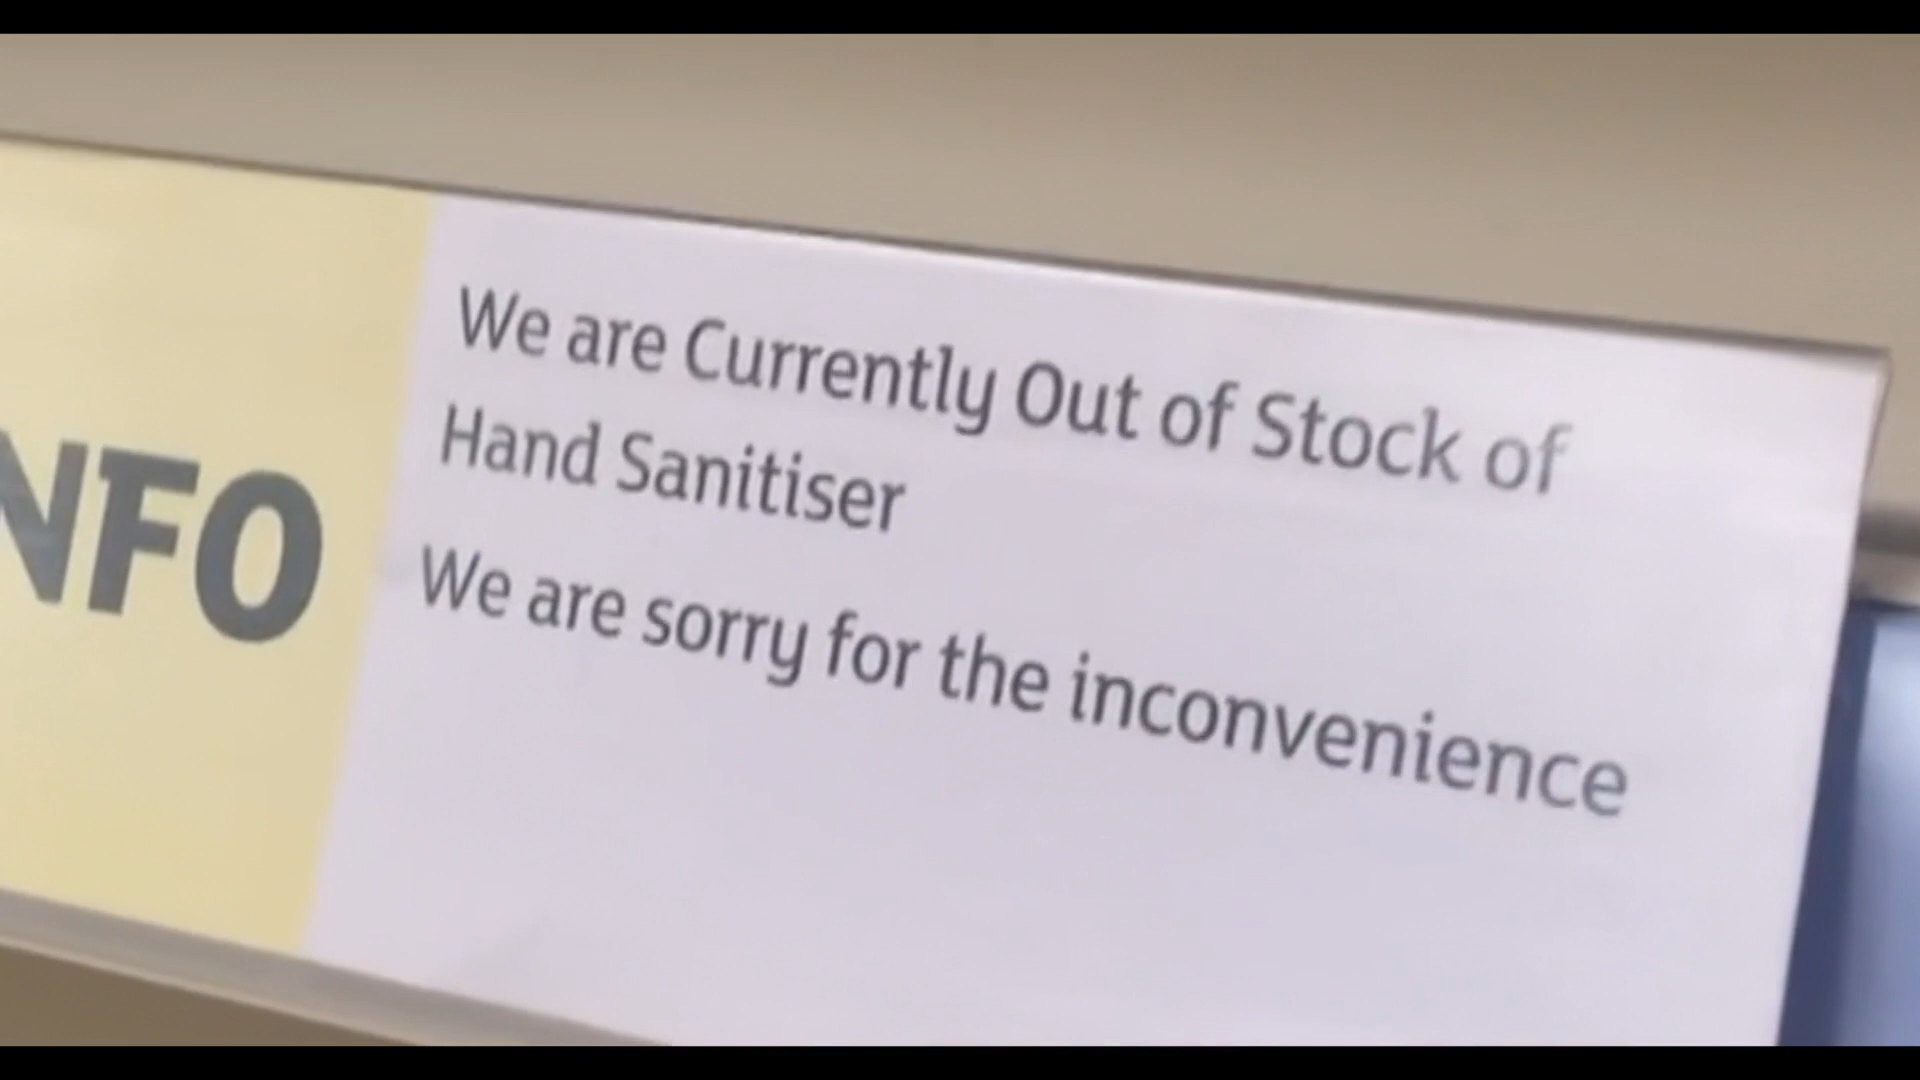 NFO
We are Currently Out of Stock of
Hand Sanitiser
We are sorry for the inconvenience